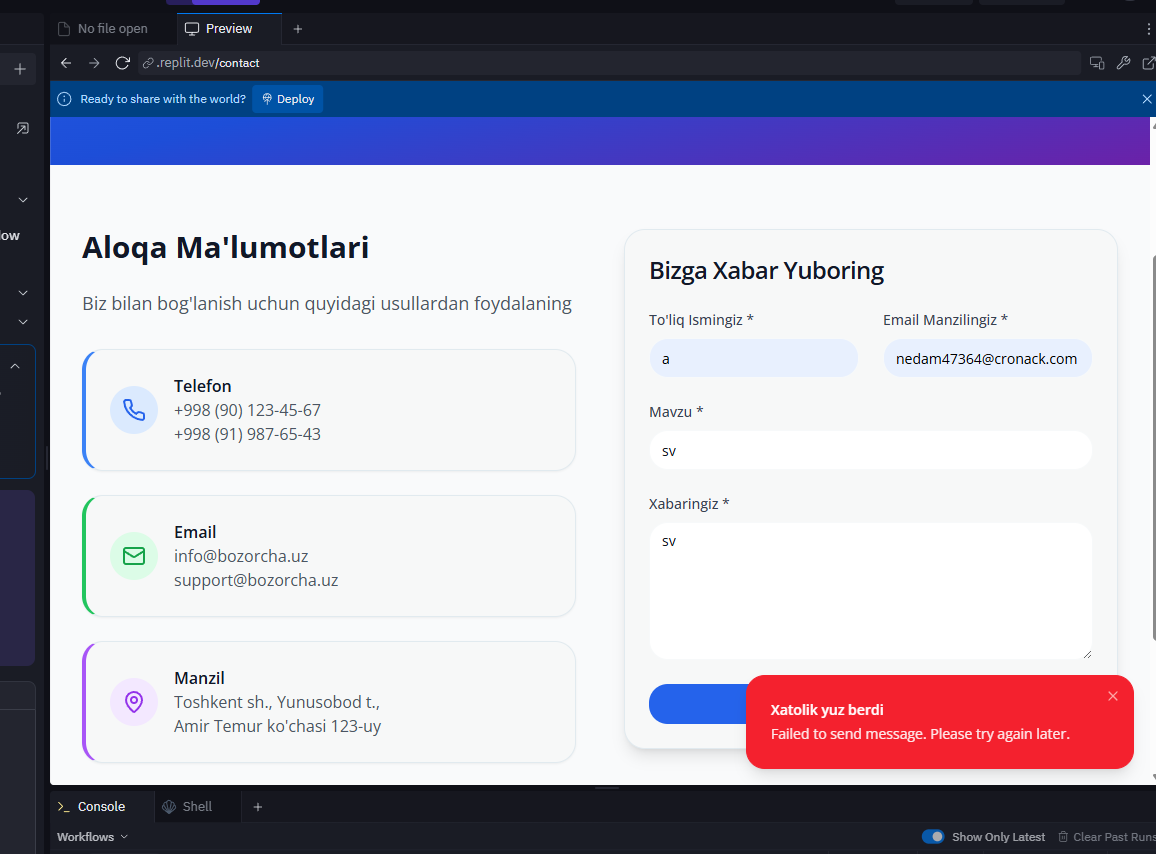 No file open
Preview
.replit.dev/contact
Ready to share with the world?
Deploy
low
Aloqa Ma'lumotlari
Biz bilan bog'lanish uchun quyidagi usullardan foydalaning
Telefon
+998 (90) 123-45-67
+998 (91) 987-65-43
Email
info@bozorcha.uz
support@bozorcha.uz
Manzil
Toshkent sh., Yunusobod t.,
Amir Temur ko'chasi 123-uy
Bizga Xabar Yuboring
To'liq Ismingiz *
Email Manzilingiz *
a
nedam47364@cronack.com
Mavzu *
sv
Xabaringiz *
sv
Xatolik yuz berdi
Failed to send message. Please try again later.
Console
Shell
Workflows
Show Only Latest
Clear Past Runs